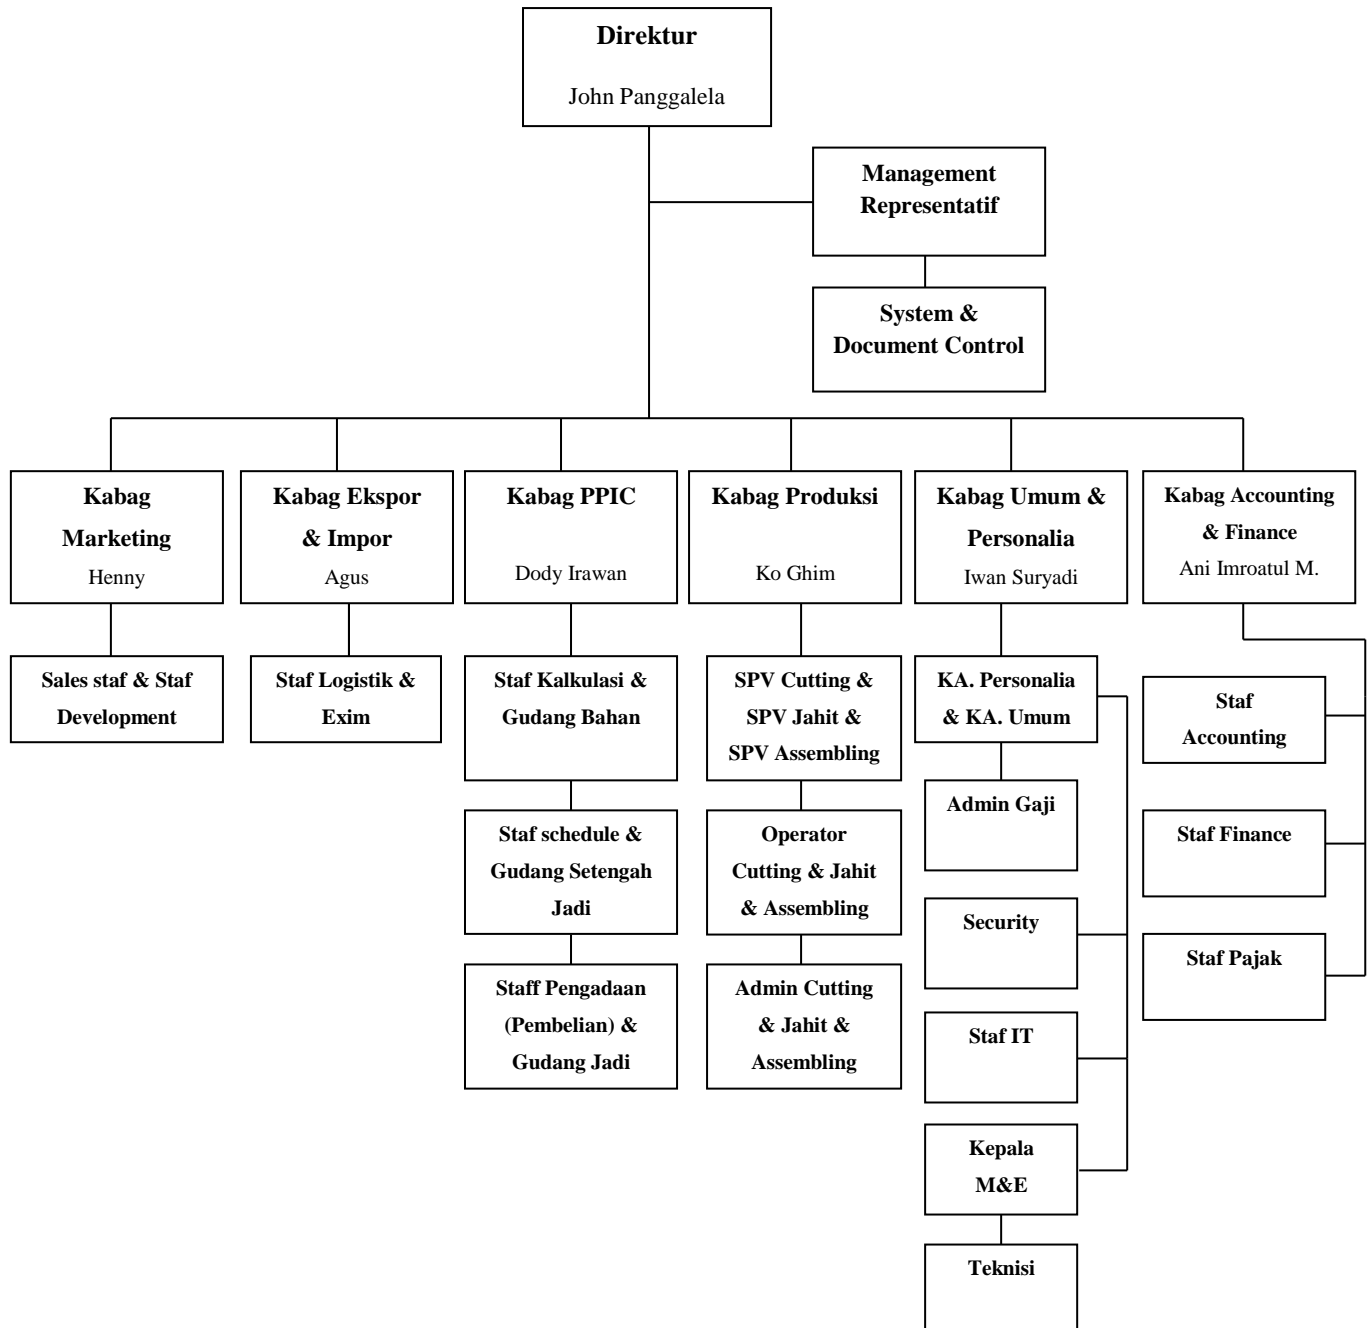 Direktur
John Panggalela
Management
Representatif
System &
Document Control
Kabag
Marketing
Henny
Kabag Ekspor
& Impor
Agus
Kabag PPIC
Dody Irawan
Kabag Produksi
Ko Ghim
Kabag Umum &
Personalia
Iwan Suryadi
Kabag Accounting
& Finance
Ani Imroatul M.
Sales staf & Staf
Development
Staf Logistik &
Exim
Staf Kalkulasi &
Gudang Bahan
SPV Cutting &
SPV Jahit &
SPV Assembling
KA. Personalia
& KA. Umum
Staf
Accounting
Staf schedule &
Gudang Setengah
Jadi
Operator
Cutting & Jahit
& Assembling
Admin Gaji
Staf Finance
Staff Pengadaan
(Pembelian) &
Gudang Jadi
Admin Cutting
& Jahit &
Assembling
Security
Staf Pajak
Staf IT
Kepala
M&E
Teknisi